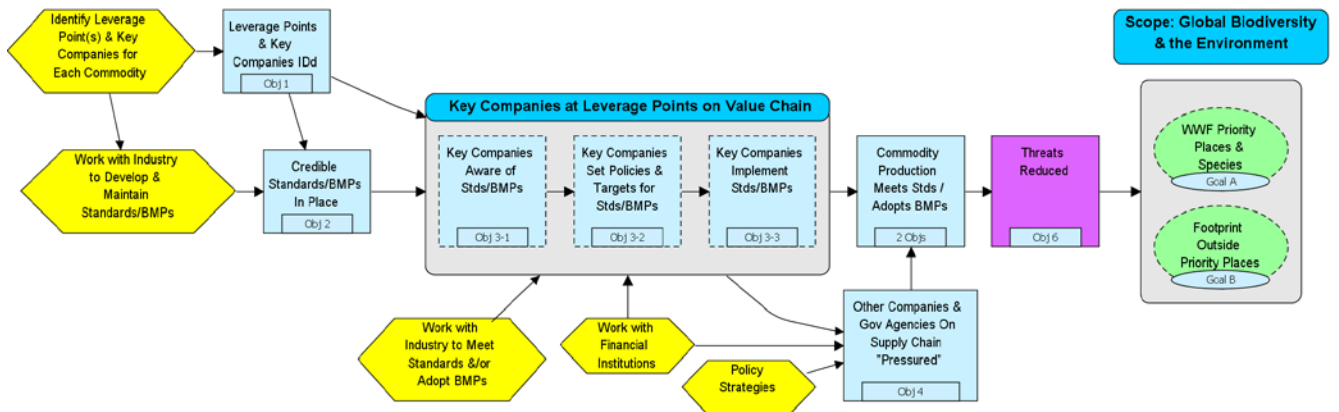 Identify Leverage
Point(s) & Key
Companies for
Each Commodity
Leverage Points
& Key
Companies IDd
Obj 1
Work with Industry
to Develop &
Maintain
Standards/BMPs
Credible
Standards/BMPs
In Place
Obj 2
Key Companies at Leverage Points on Value Chain
Key Companies
Aware of
Stds/BMPs
Obj 3-1
Key Companies
Set Policies &
Targets for
Stds/BMPs
Obj 3-2
Key Companies
Implement
Stds/BMPs
Obj 3-3
Commodity
Production
Meets Stds /
Adopts BMPs
2 Objs
Threats
Reduced
Obj 6
Scope: Global Biodiversity
& the Environment
WWF Priority
Places &
Species
Goal A
Footprint
Outside
Priority Places
Goal B
Work with
Industry to Meet
Standards &/or
Adopt BMPs
Work with
Financial
Institutions
Policy
Strategies
Other Companies &
Gov Agencies On
Supply Chain
"Pressured"
Obj 4